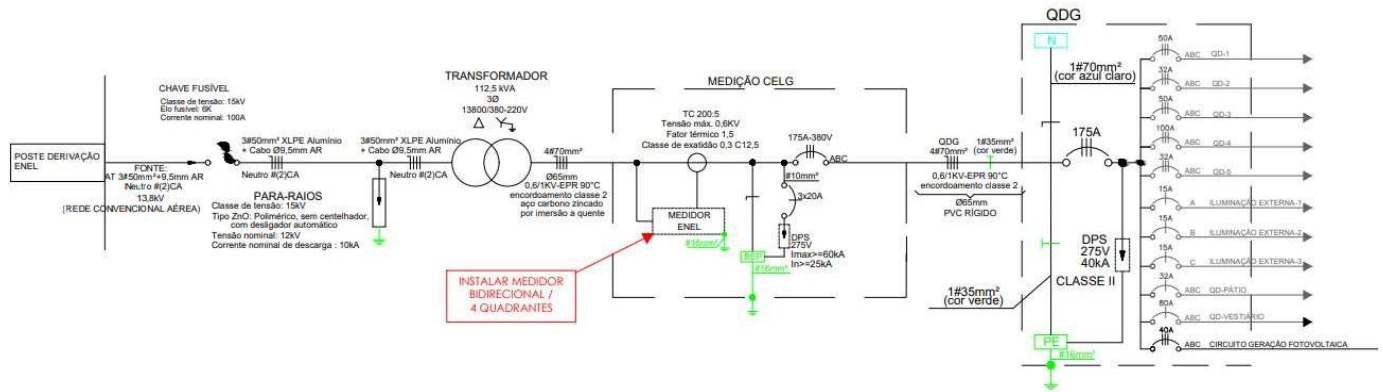 POSTE DERIVAÇÃO
ENEL
CHAVE FUSÍVEL
Classe de tensão: 15kV
Elo fusível: 6K
Corrente nominal: 100A
FONTE:
AT 3#50mm²+9,5mm AR
Neutro #(2)CA
13,8kV
(REDE CONVENCIONAL AÉREA)
3#50mm² XLPE Alumínio
+ Cabo Ø9,5mm AR
Neutro #(2)CA
PARA-RAIOS
Classe de tensão: 15kV
Tipo ZnO: Polimérico, sem centelhador,
com desligador automático
Tensão nominal: 12kV
Corrente nominal de descarga : 10kA
3#50mm² XLPE Alumínio
+ Cabo Ø9,5mm AR
Neutro #(2)CA
TRANSFORMADOR
112,5 kVA
3Ø
13800/380-220V
4#70mm²
Ø65mm
0,6/1KV-EPR 90°C
encordoamento classe 2
aço carbono zincado
por imersão a quente
MEDIÇÃO CELG
TC 200:5
Tensão máx. 0,6KV
Fator térmico 1,5
Classe de exatidão 0,3 C12,5
MEDIDOR
ENEL
#16mm²
INSTALAR MEDIDOR
BIDIRECIONAL /
4 QUADRANTES
175A-380V
ABC
#10mm²
3x20A
DPS
275V
Imax>=60kA
In>=25kA
BEP
#16mm²
QDG
4#70mm²
1#35mm²
(cor verde)
0,6/1KV-EPR 90°C
encordoamento classe 2
Ø65mm
PVC RÍGIDO
QDG
N
1#70mm²
(cor azul claro)
175A
DPS
275V
40kA
CLASSE II
1#35mm²
(cor verde)
PE
#16mm²
50A ABC QD-1
32A ABC QD-2
50A ABC QD-3
100A ABC QD-4
32A ABC QD-5
15A A ILUMINAÇÃO EXTERNA-1
15A B ILUMINAÇÃO EXTERNA-2
15A C ILUMINAÇÃO EXTERNA-3
32A ABC QD-PÁTIO
80A ABC QD-VESTIÁRIO
40A ABC CIRCUITO GERAÇÃO FOTOVOLTAICA